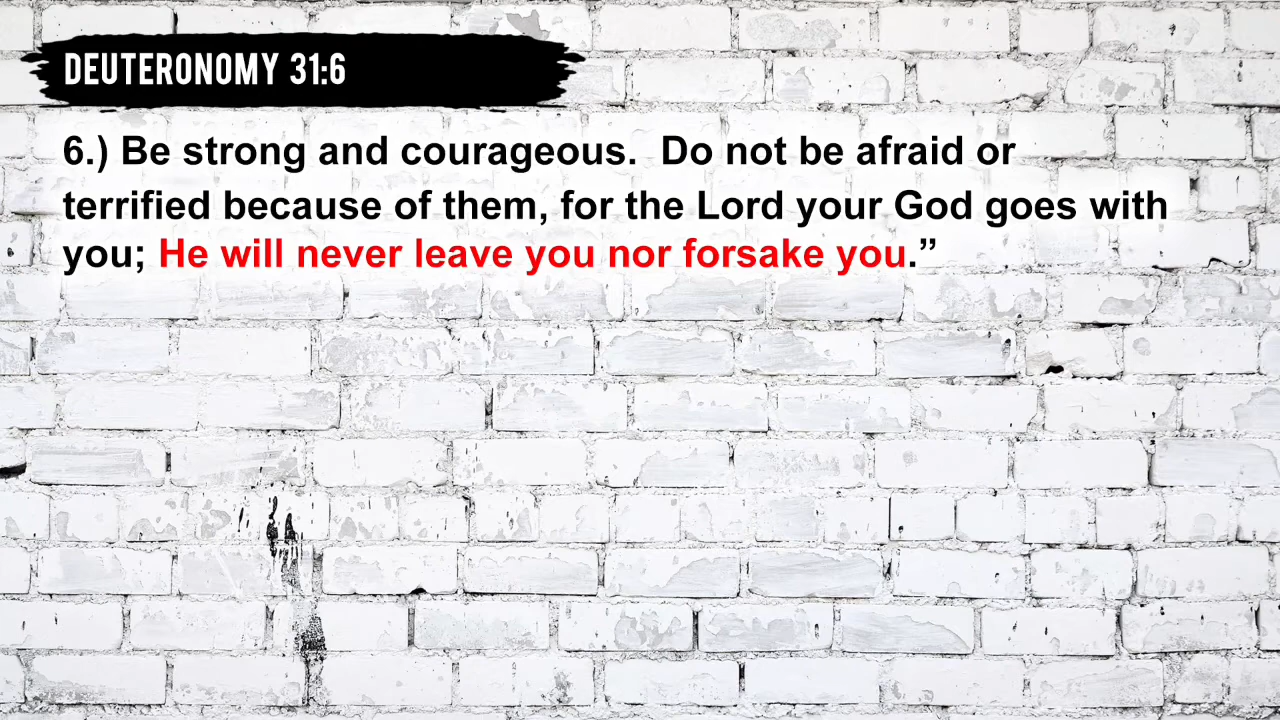 DEUTERONOMY 31:6
6.) Be strong and courageous.  Do not be afraid or
terrified because of them, for the Lord your God goes with
you; He will never leave you nor forsake you.”